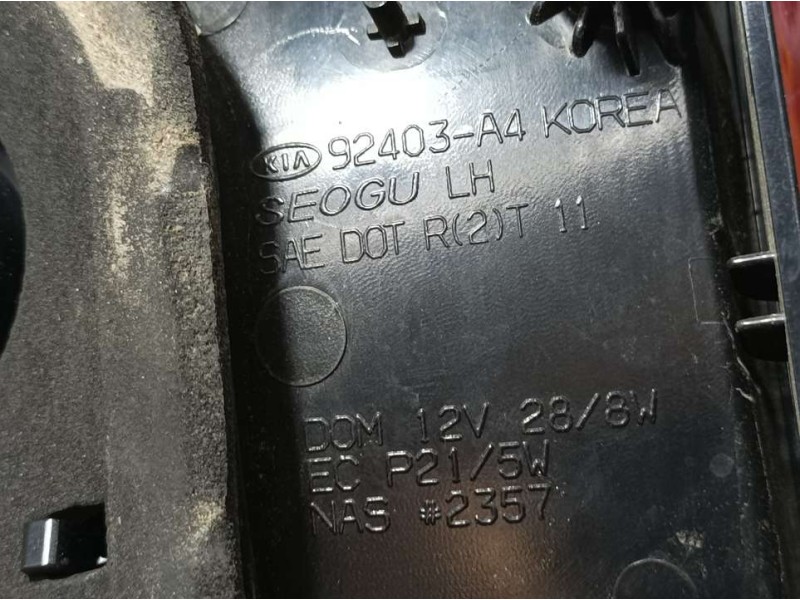 KIA 92403-A4 KOREA
SEOGU LH
SAE DOT R(2)T 11
DOM 12V 28/8W
EC P21/5W
NAS #2357